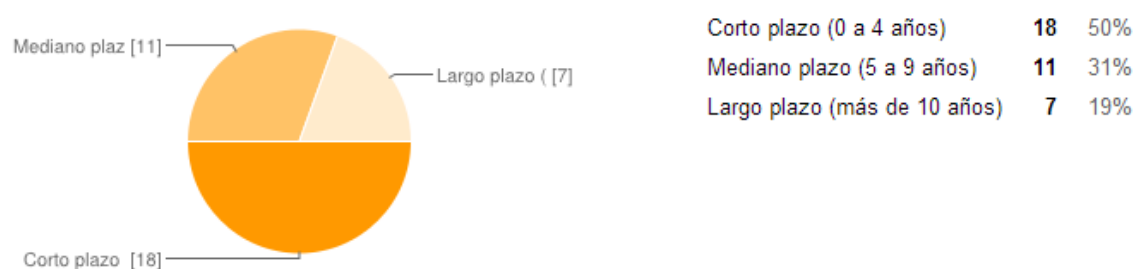 Mediano plaz [11]
Largo plazo ( [7]
Corto plazo [18]
Corto plazo (0 a 4 años) 18 50%
Mediano plazo (5 a 9 años) 11 31%
Largo plazo (más de 10 años) 7 19%